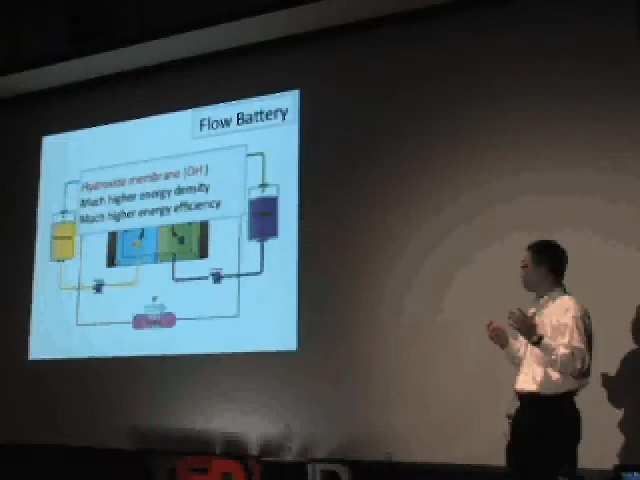 Flow Battery
Hydroxide membrane (OH⁻)
Much higher energy density
Much higher energy efficiency